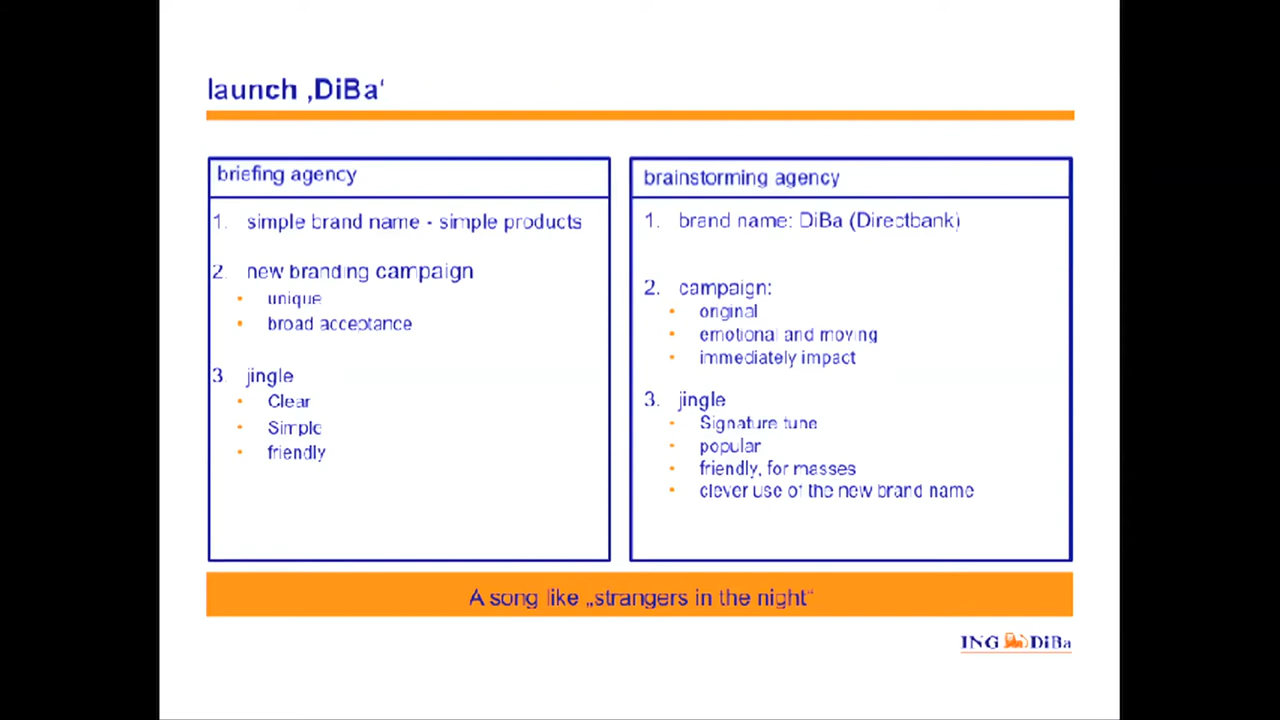 launch ‚DiBa‘
briefing agency
1. simple brand name - simple products
2. new branding campaign
• unique
• broad acceptance
3. jingle
• Clear
• Simple
• friendly
brainstorming agency
1. brand name: DiBa (Directbank)
2. campaign:
• original
• emotional and moving
• immediately impact
3. jingle
• Signature tune
• popular
• friendly, for masses
• clever use of the new brand name
A song like „strangers in the night“
ING DiBa